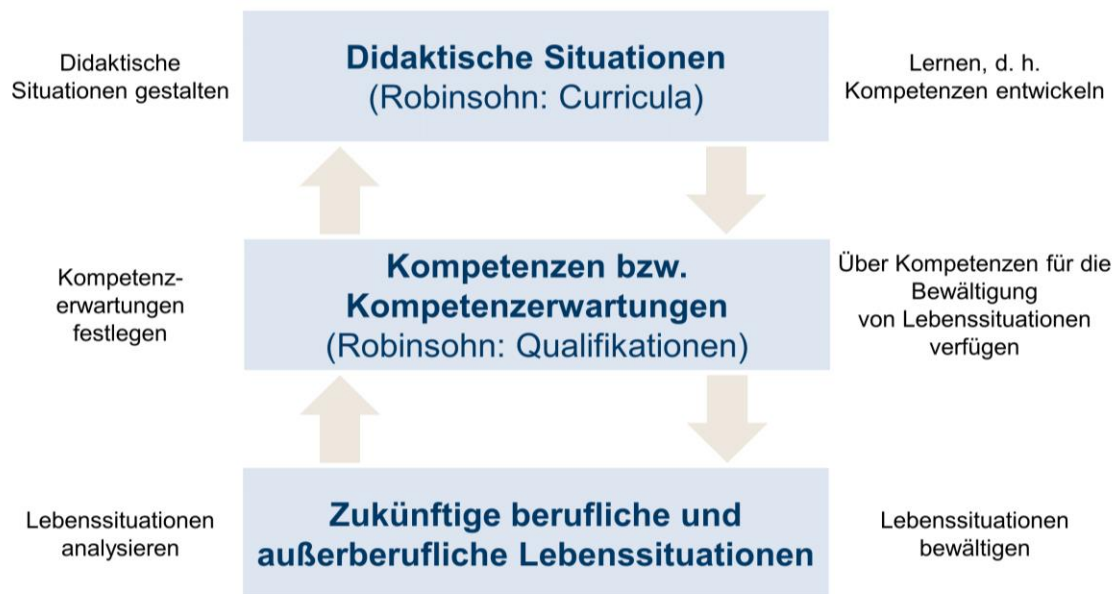 Didaktische
Situationen gestalten
Didaktische Situationen
(Robinsohn: Curricula)
Lernen, d. h.
Kompetenzen entwickeln
Kompetenz-
erwartungen
festlegen
Kompetenzen bzw.
Kompetenzerwartungen
(Robinsohn: Qualifikationen)
Über Kompetenzen für die
Bewältigung
von Lebenssituationen
verfügen
Lebenssituationen
analysieren
Zukünftige berufliche und
außerberufliche Lebenssituationen
Lebenssituationen
bewältigen